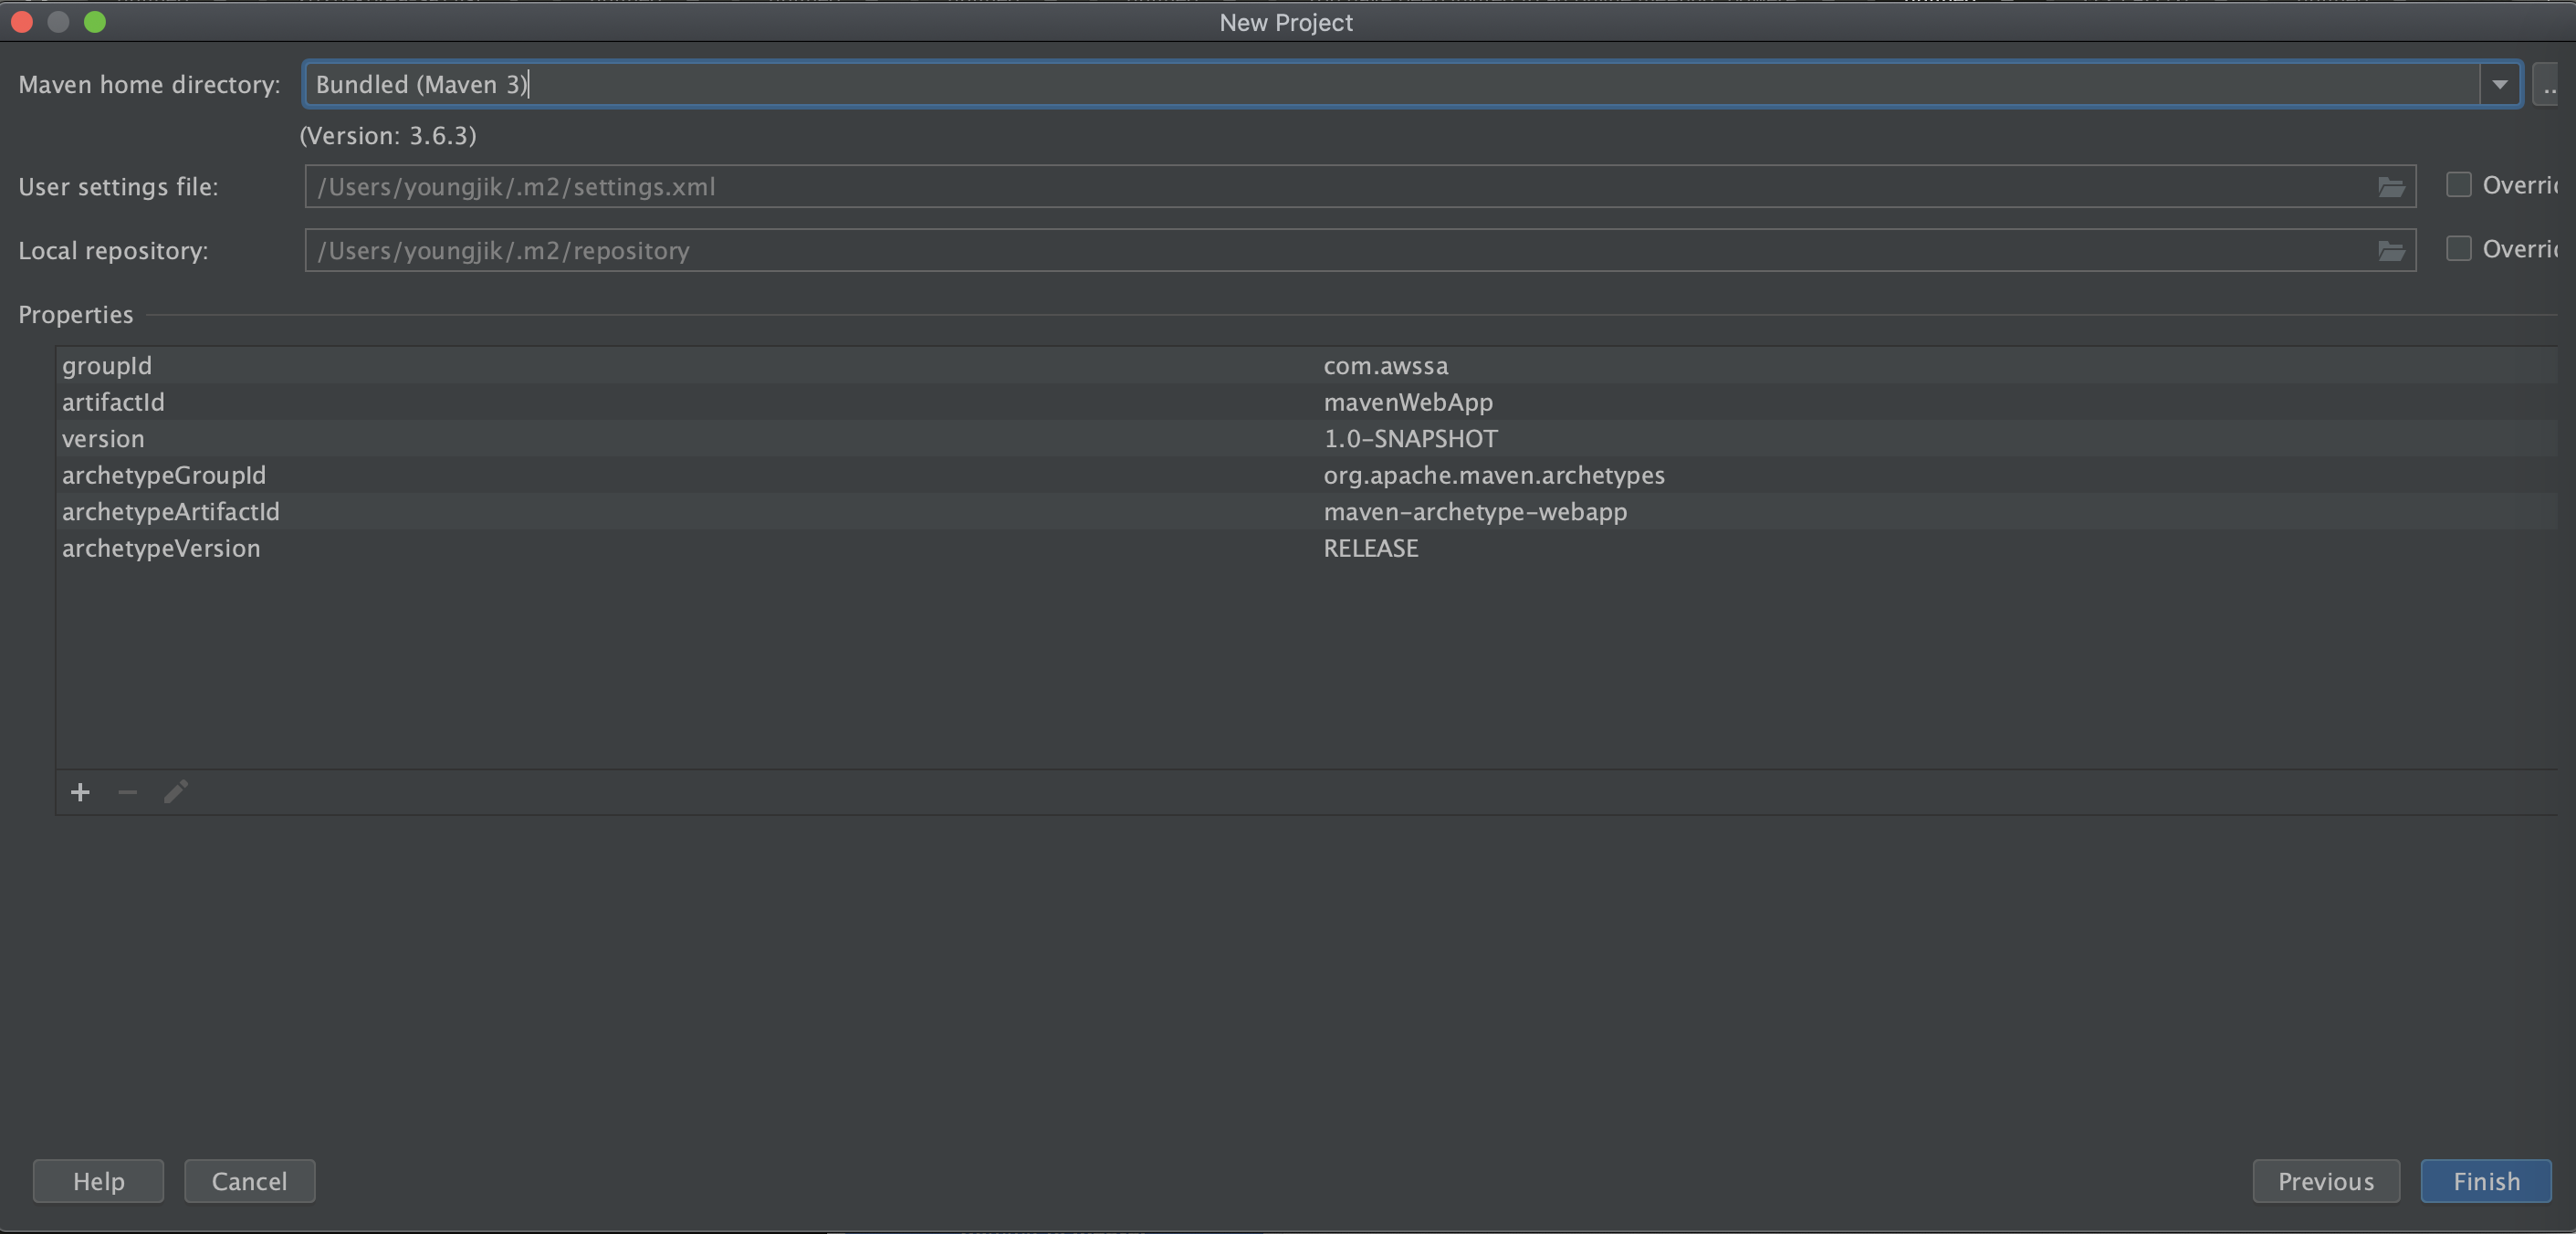 New Project
Maven home directory: Bundled (Maven 3) ..
(Version: 3.6.3)
User settings file: /Users/youngjik/.m2/settings.xml Overri
Local repository: /Users/youngjik/.m2/repository Overri
Properties
groupId com.awssa
artifactId mavenWebApp
version 1.0-SNAPSHOT
archetypeGroupId org.apache.maven.archetypes
archetypeArtifactId maven-archetype-webapp
archetypeVersion RELEASE
Help Cancel Previous Finish